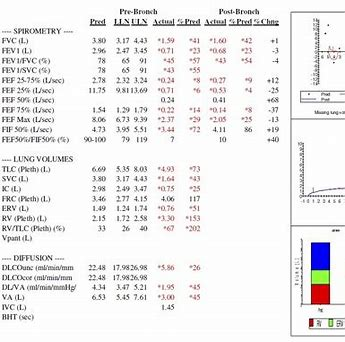 Pre-Bronch Post-Bronch
Pred LLN ULN Actual %Pred Actual %Pred %Chng
---- SPIROMETRY ----
FVC (L) 3.80 3.17 4.43 *1.59 *41 *1.60 *42 +1
FEV1 (L) 2.96 2.47 3.45 *0.71 *23 *0.68 *23 -3
FEV1/FVC (%) 78 65 91 *45 *57 *43 *54 -4
FEV1/SVC (%) 65 *43 *55
FEF 25-75% (L/sec) 2.78 2.32 3.24 *0.24 *8 *0.27 *9 +12
FEF 25% (L/sec) 11.75 9.81 13.69 *0.71 *6 *0.53 *4 -25
FEF 50% (L/sec) 0.24 0.41 +68
FEF 75% (L/sec) 1.54 1.29 1.79 *0.22 *14 *0.14 *8 -37
FEF Max (L/sec) 8.06 6.73 9.39 *2.37 *29 *2.05 *25 -13
FIF 50% (L/sec) 4.73 3.95 5.51 *3.44 *72 4.11 86 +19
FEF50%/FIF50% (%) 90-100 79 119 7 10 +40
---- LUNG VOLUMES
TLC (Pleth) (L) 6.69 5.35 8.03 *4.93 *73
SVC (L) 3.80 3.17 4.43 *1.64 *43
IC (L) 2.98 2.49 3.47 *0.75 *25
FRC (Pleth) (L) 3.46 2.77 4.15 4.06 117
ERV (L) 1.49 1.24 1.74 *0.76 *51
RV (Pleth) (L) 2.15 1.72 2.58 *3.30 *153
RV/TLC (Pleth) (%) 33 26 40 *67 *202
Vpant (L)
---- DIFFUSION ----
DLCOunc (ml/min/mm 22.48 17.98 26.98 *5.86 *26
DLCOcor (ml/min/mm 22.48 17.98 26.98
DL/VA (ml/min/mmHg/ 4.34 3.47 5.21 *1.95 *45
VA (L) 6.53 5.45 7.61 *3.00 *45
IVC (L) 1.45
BHT (sec)
Pred
Missing lung